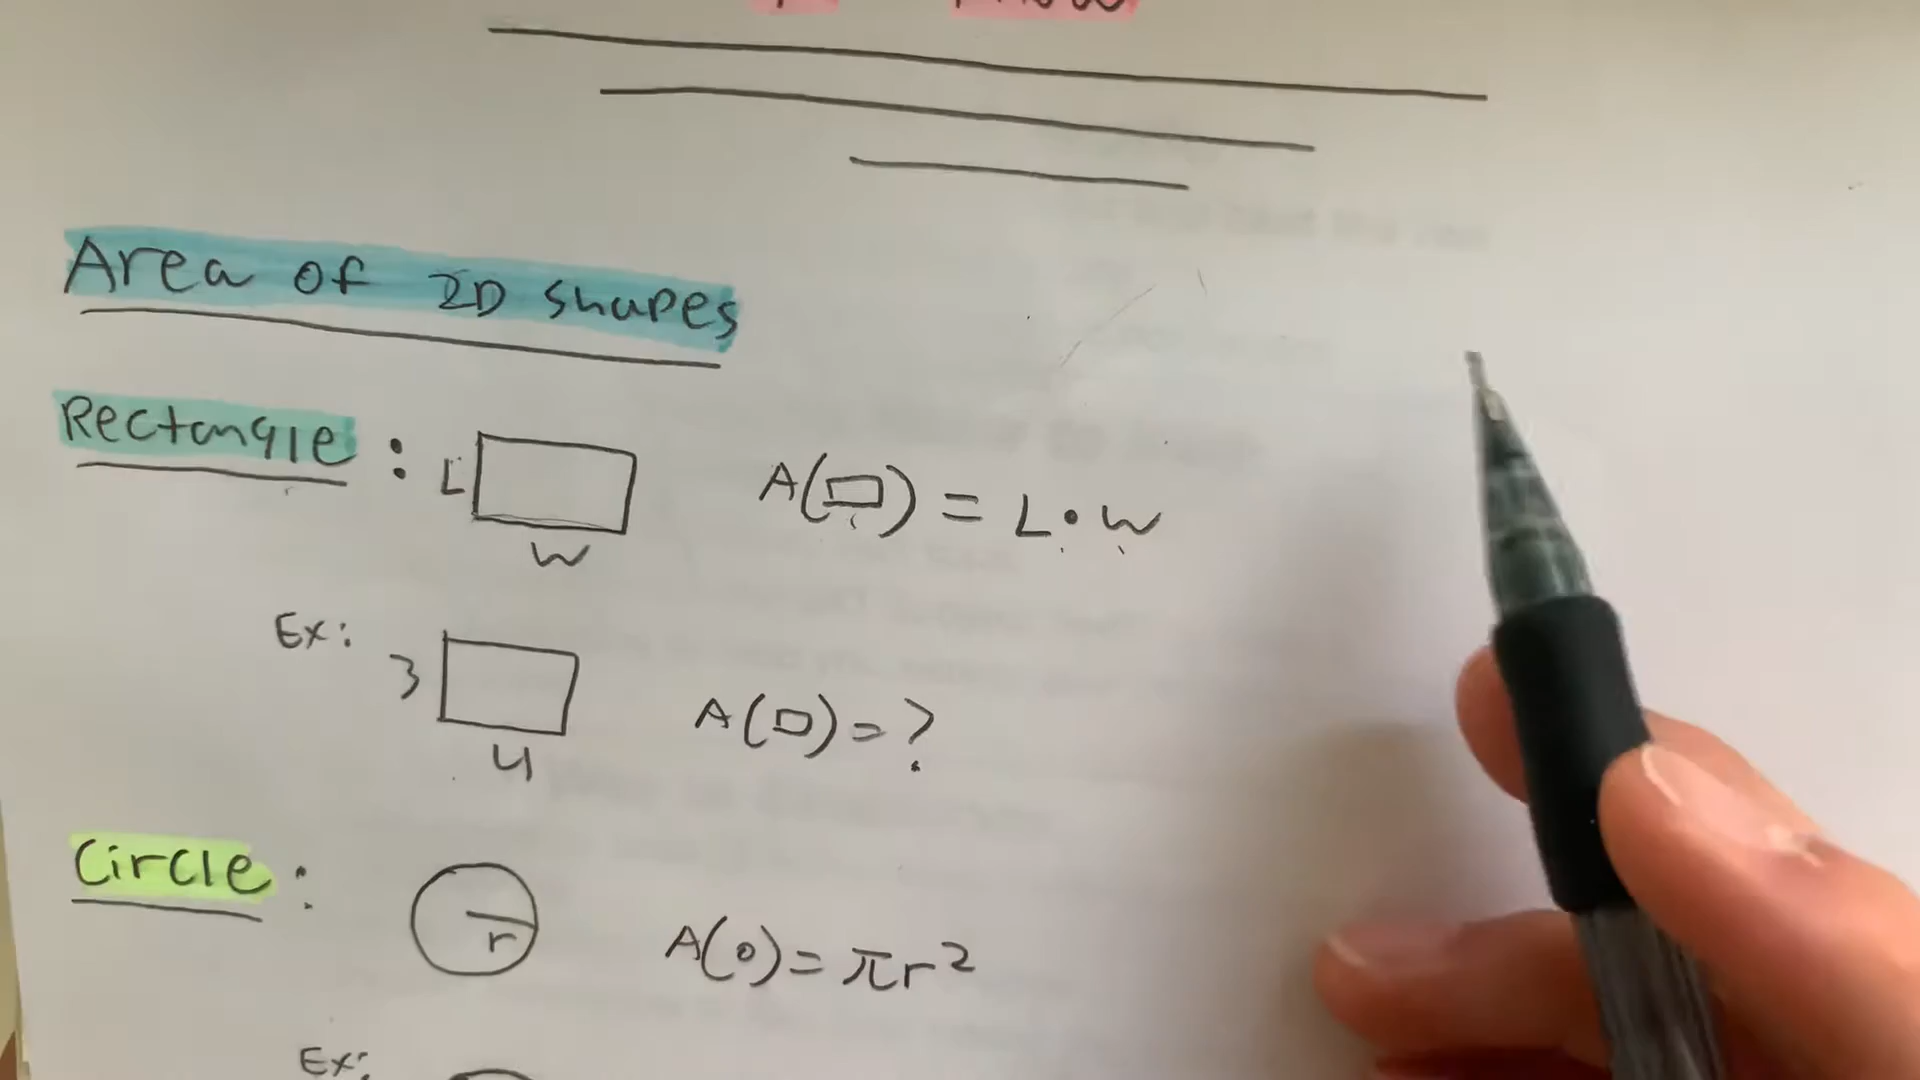 Area of 2D shapes
Rectangle : L W A(▭) = L • W
Ex: 3 4 A(▭) = ?
Circle : r A(○) = πr²
Ex: